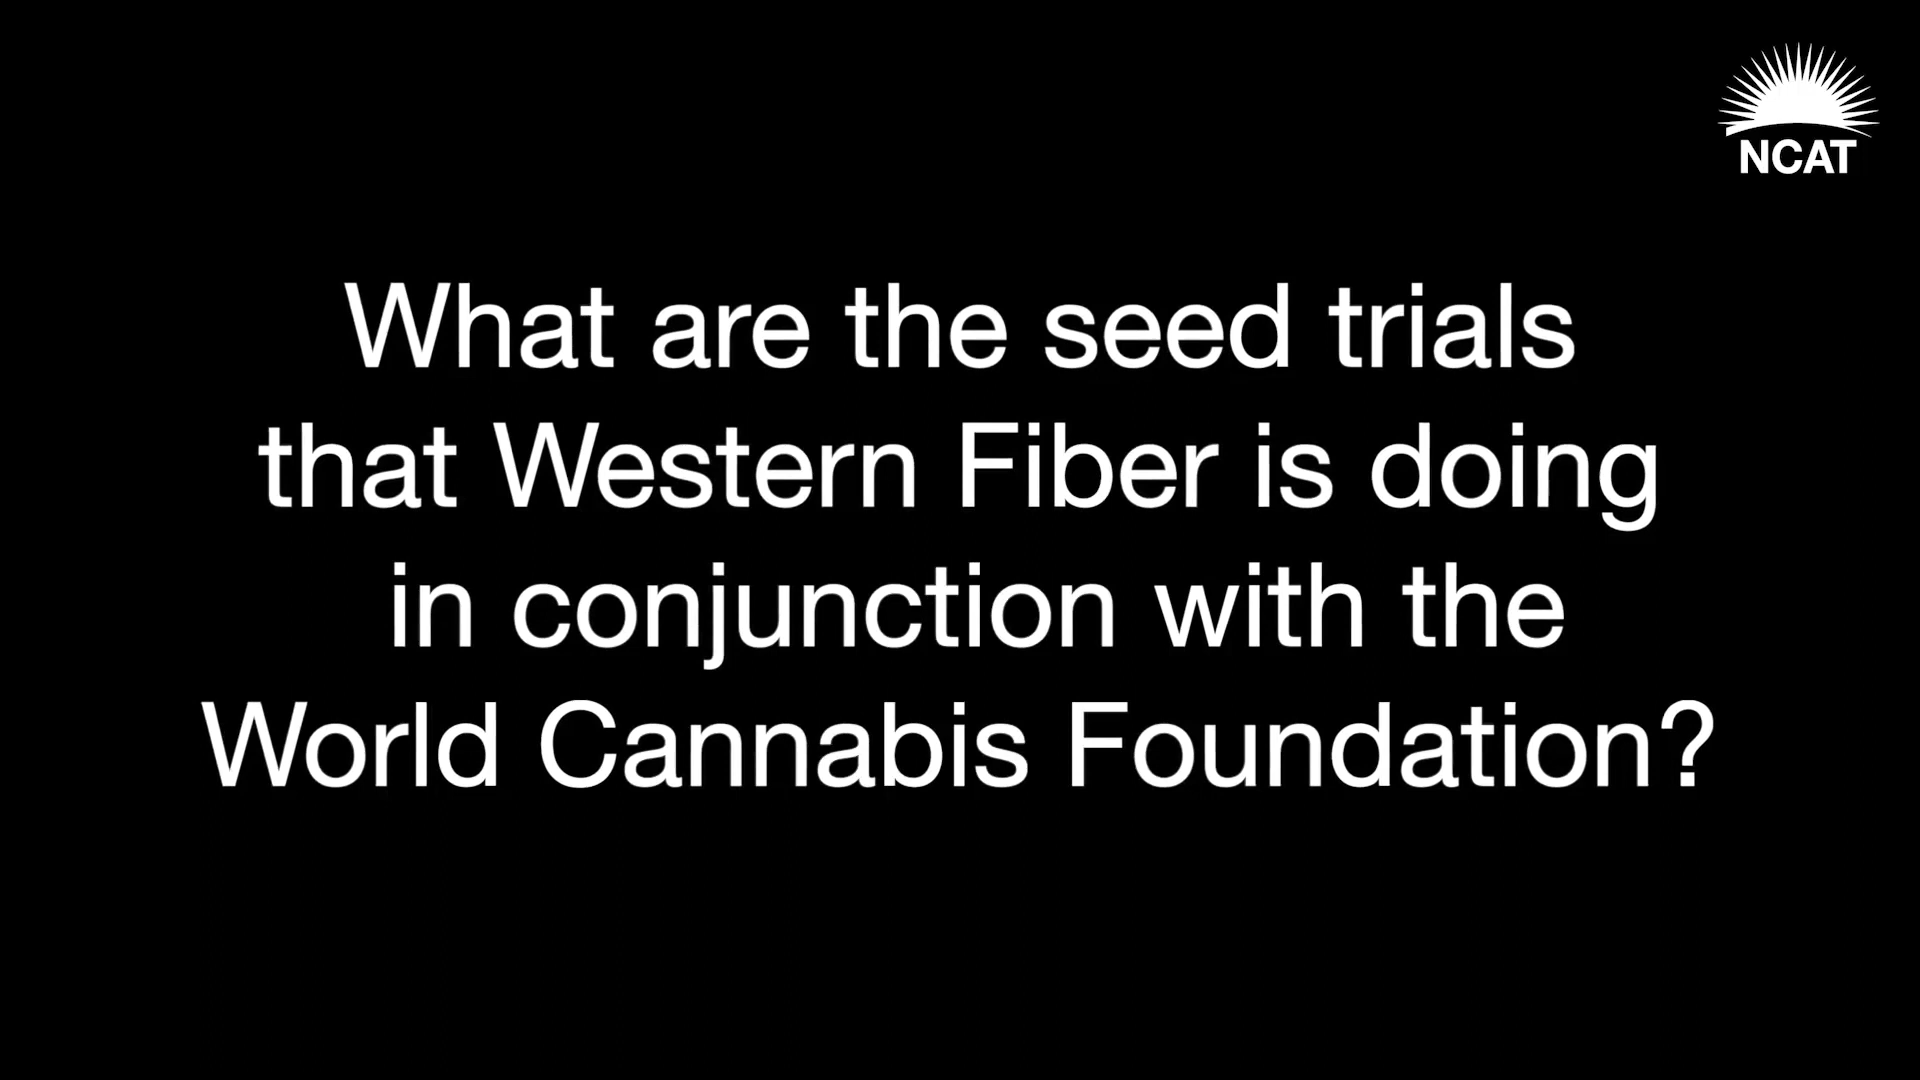 NCAT
What are the seed trials
that Western Fiber is doing
in conjunction with the
World Cannabis Foundation?